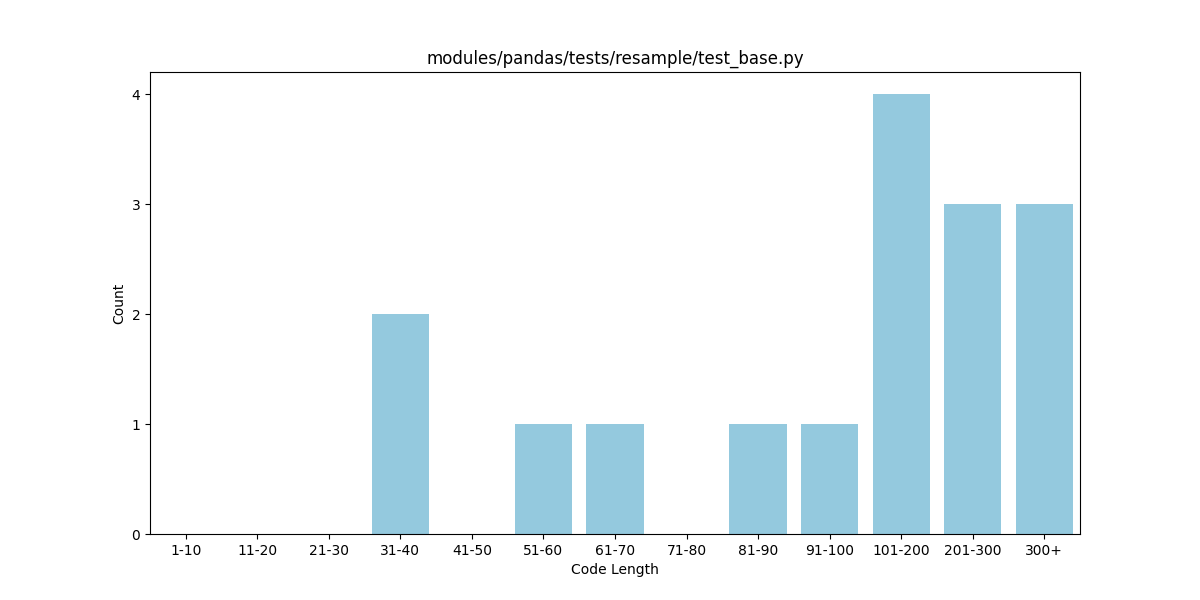 modules/pandas/tests/resample/test_base.py
4
3
2
1
0
Count
1-10 11-20 21-30 31-40 41-50 51-60 61-70 71-80 81-90 91-100 101-200 201-300 300+
Code Length